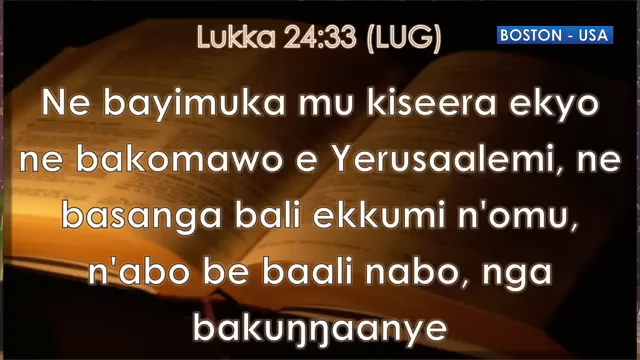 Lukka 24:33 (LUG)
BOSTON - USA
Ne bayimuka mu kiseera ekyo
ne bakomawo e Yerusaalemi, ne
basanga bali ekkumi n'omu,
n'abo be baali nabo, nga
bakuŋŋaanye